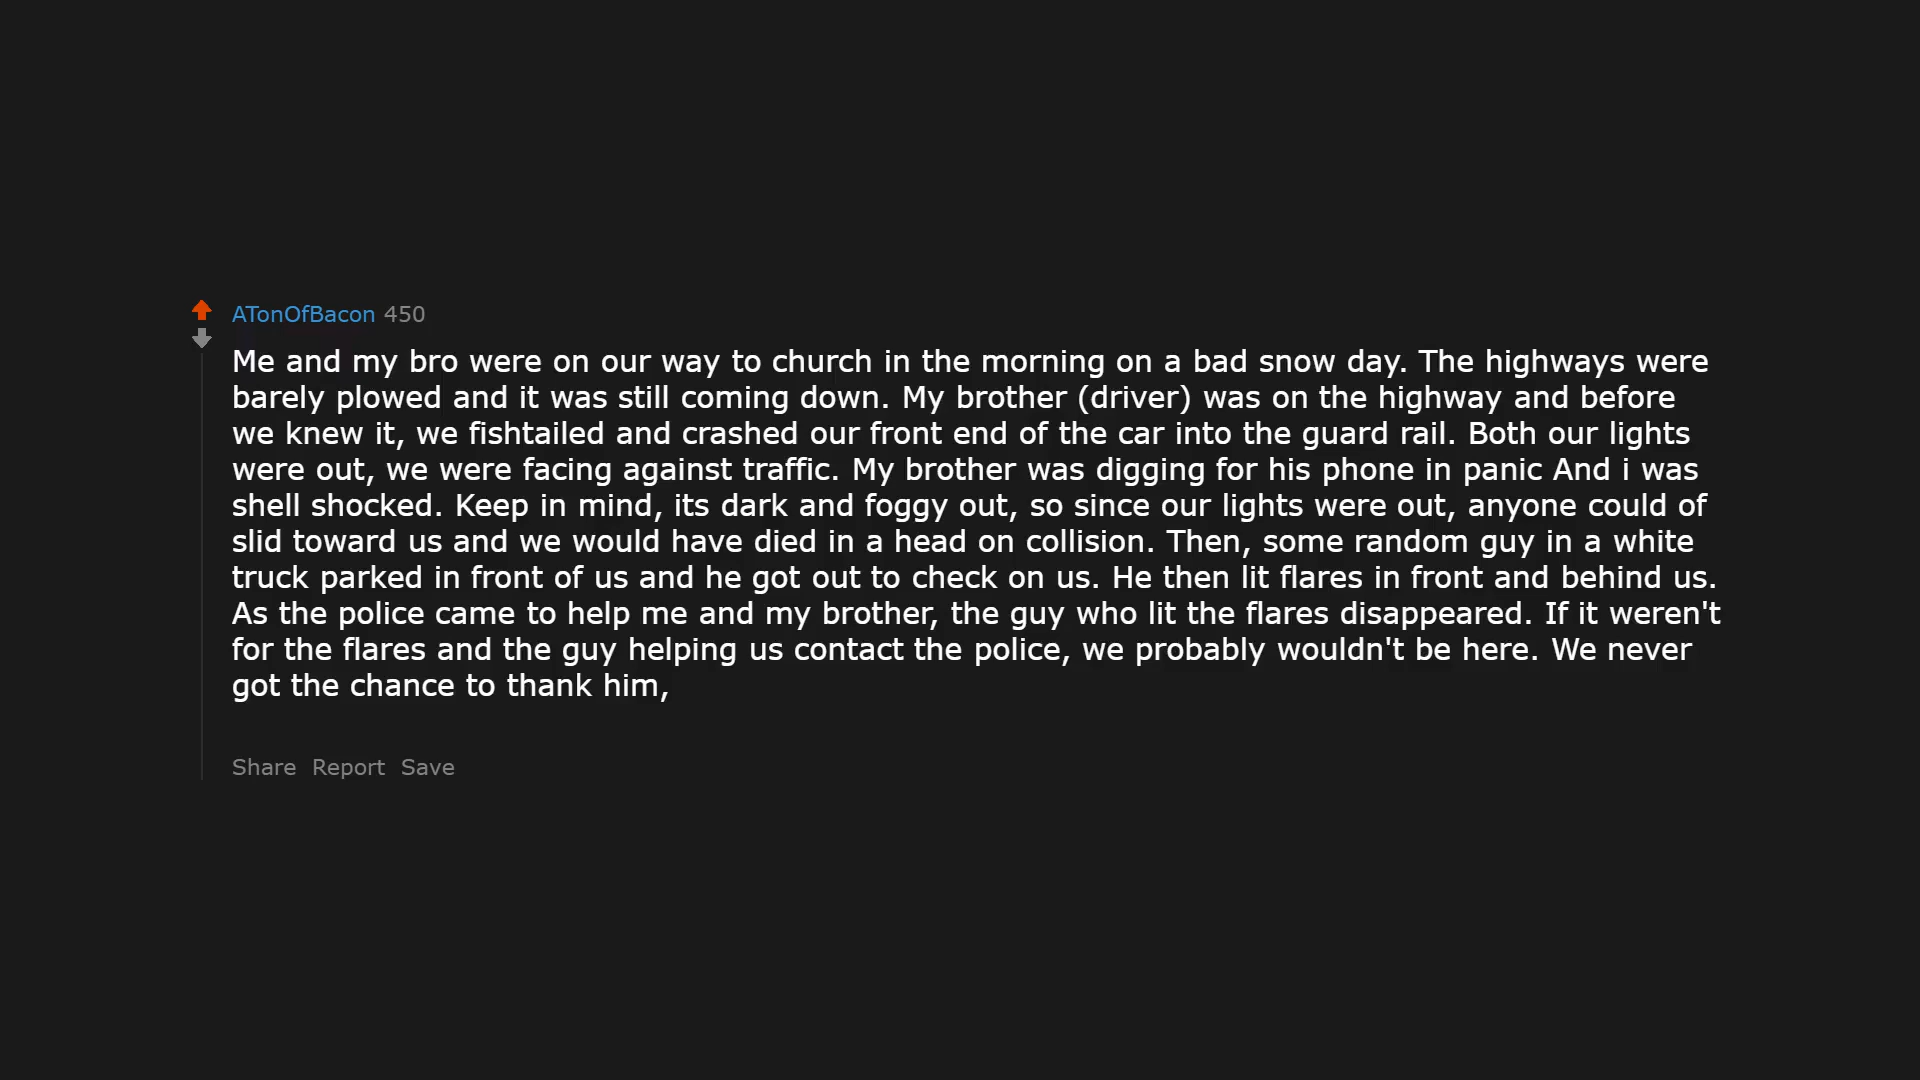 ATonOfBacon 450
Me and my bro were on our way to church in the morning on a bad snow day. The highways were
barely plowed and it was still coming down. My brother (driver) was on the highway and before
we knew it, we fishtailed and crashed our front end of the car into the guard rail. Both our lights
were out, we were facing against traffic. My brother was digging for his phone in panic And i was
shell shocked. Keep in mind, its dark and foggy out, so since our lights were out, anyone could of
slid toward us and we would have died in a head on collision. Then, some random guy in a white
truck parked in front of us and he got out to check on us. He then lit flares in front and behind us.
As the police came to help me and my brother, the guy who lit the flares disappeared. If it weren't
for the flares and the guy helping us contact the police, we probably wouldn't be here. We never
got the chance to thank him,
Share Report Save